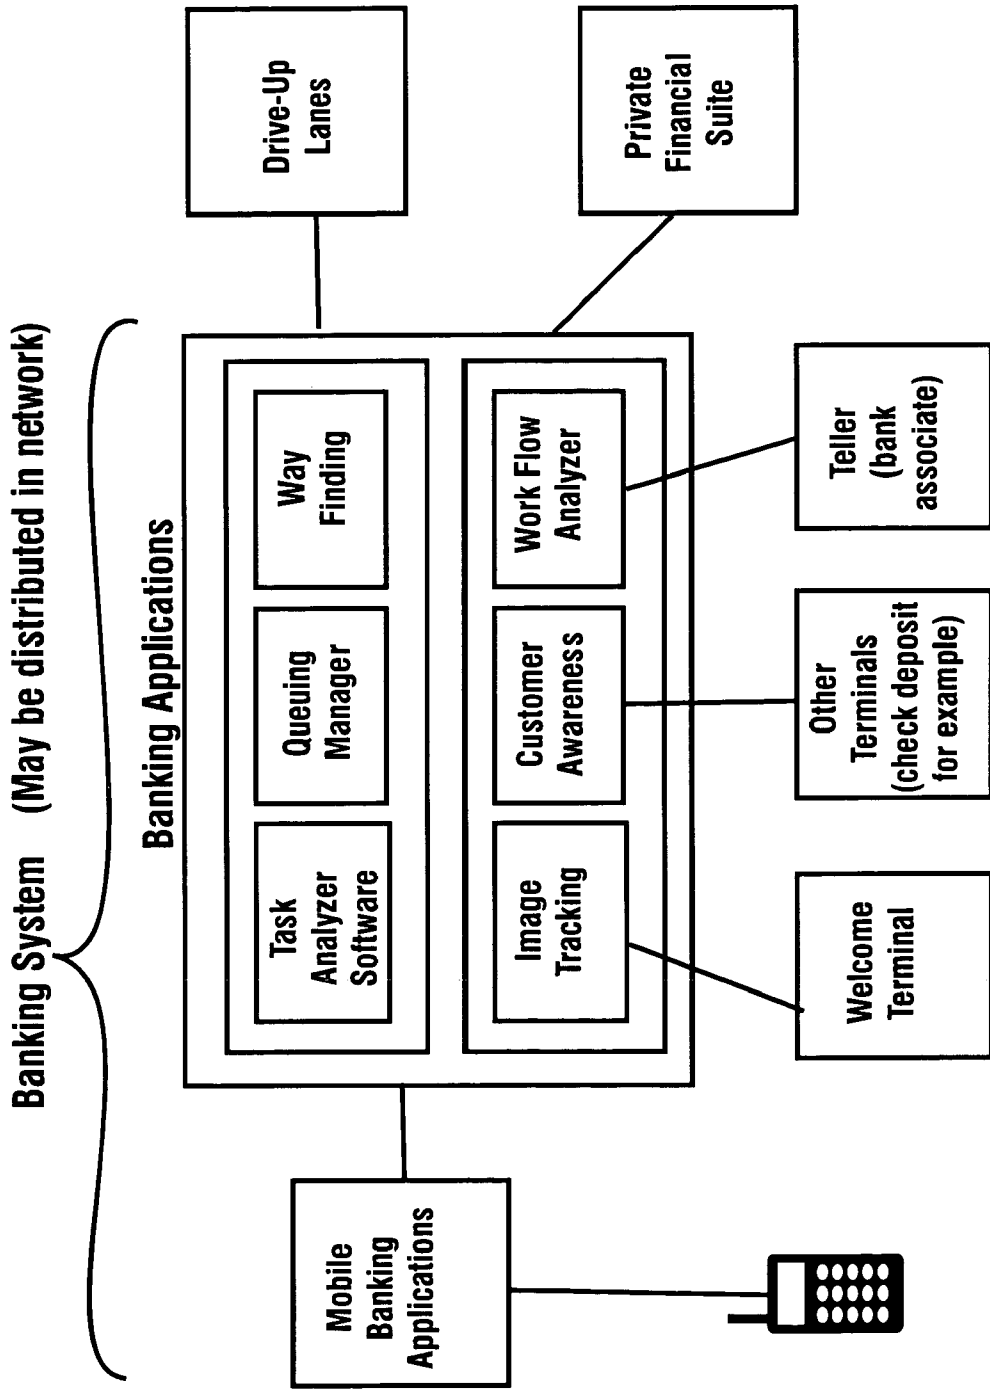 Banking System (May be distributed in network)
Banking Applications
Mobile
Banking
Applications
Task
Analyzer
Software
Queuing
Manager
Way
Finding
Image
Tracking
Customer
Awareness
Work Flow
Analyzer
Drive-Up
Lanes
Private
Financial
Suite
Welcome
Terminal
Other
Terminals
(check deposit
for example)
Teller
(bank
associate)